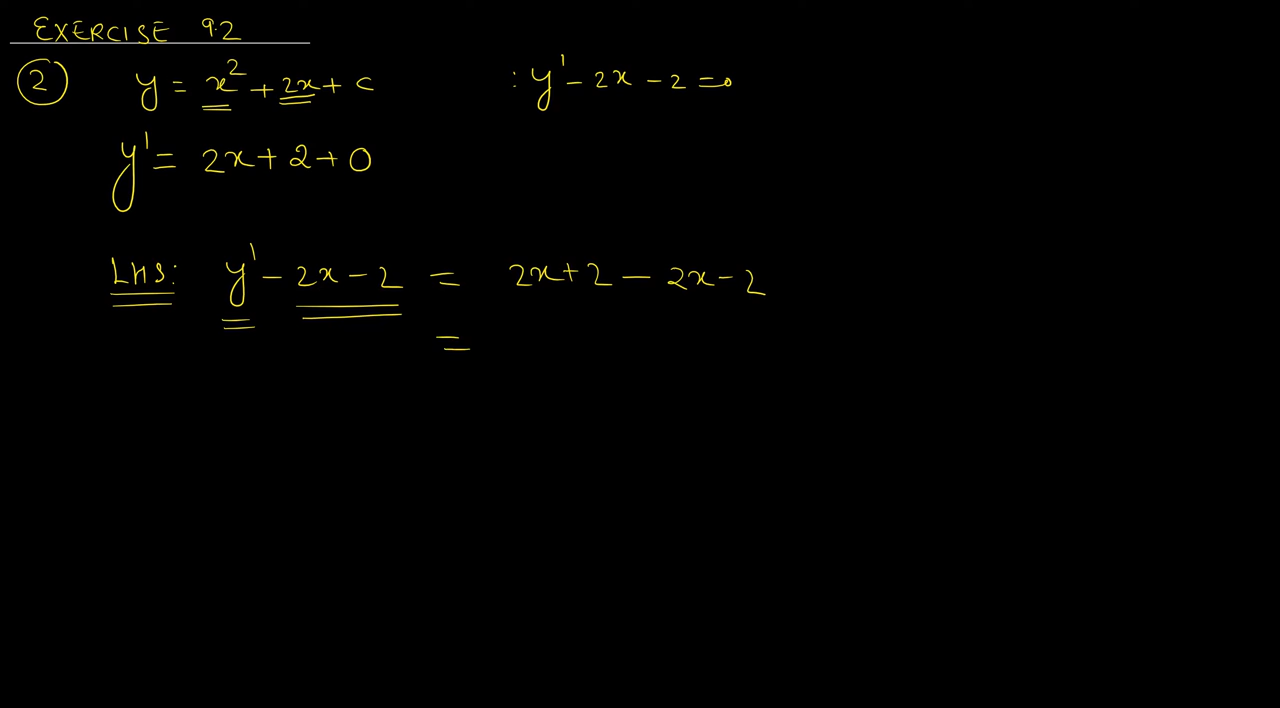 EXERCISE 9.2
② y = x² + 2x + c : y' - 2x - 2 = 0
y' = 2x + 2 + 0
LHS: y' - 2x - 2 = 2x + 2 - 2x - 2
=